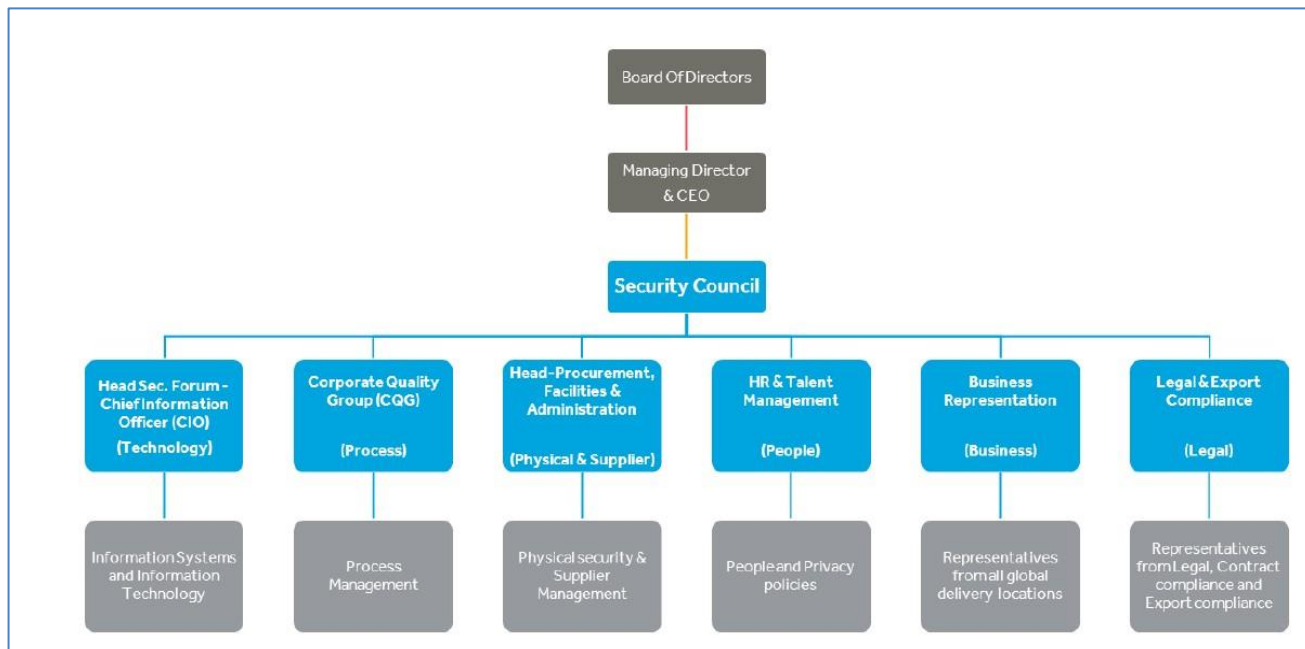 Board Of Directors
Managing Director
& CEO
Security Council
Head Sec. Forum -
Chief Information
Officer (CIO)
(Technology)
Corporate Quality
Group (CQG)
(Process)
Head-Procurement,
Facilities &
Administration
(Physical & Supplier)
HR & Talent
Management
(People)
Business
Representation
(Business)
Legal & Export
Compliance
(Legal)
Information Systems
and Information
Technology
Process
Management
Physical security &
Supplier
Management
People and Privacy
policies
Representatives
from all global
delivery locations
Representatives
from Legal, Contract
compliance and
Export compliance